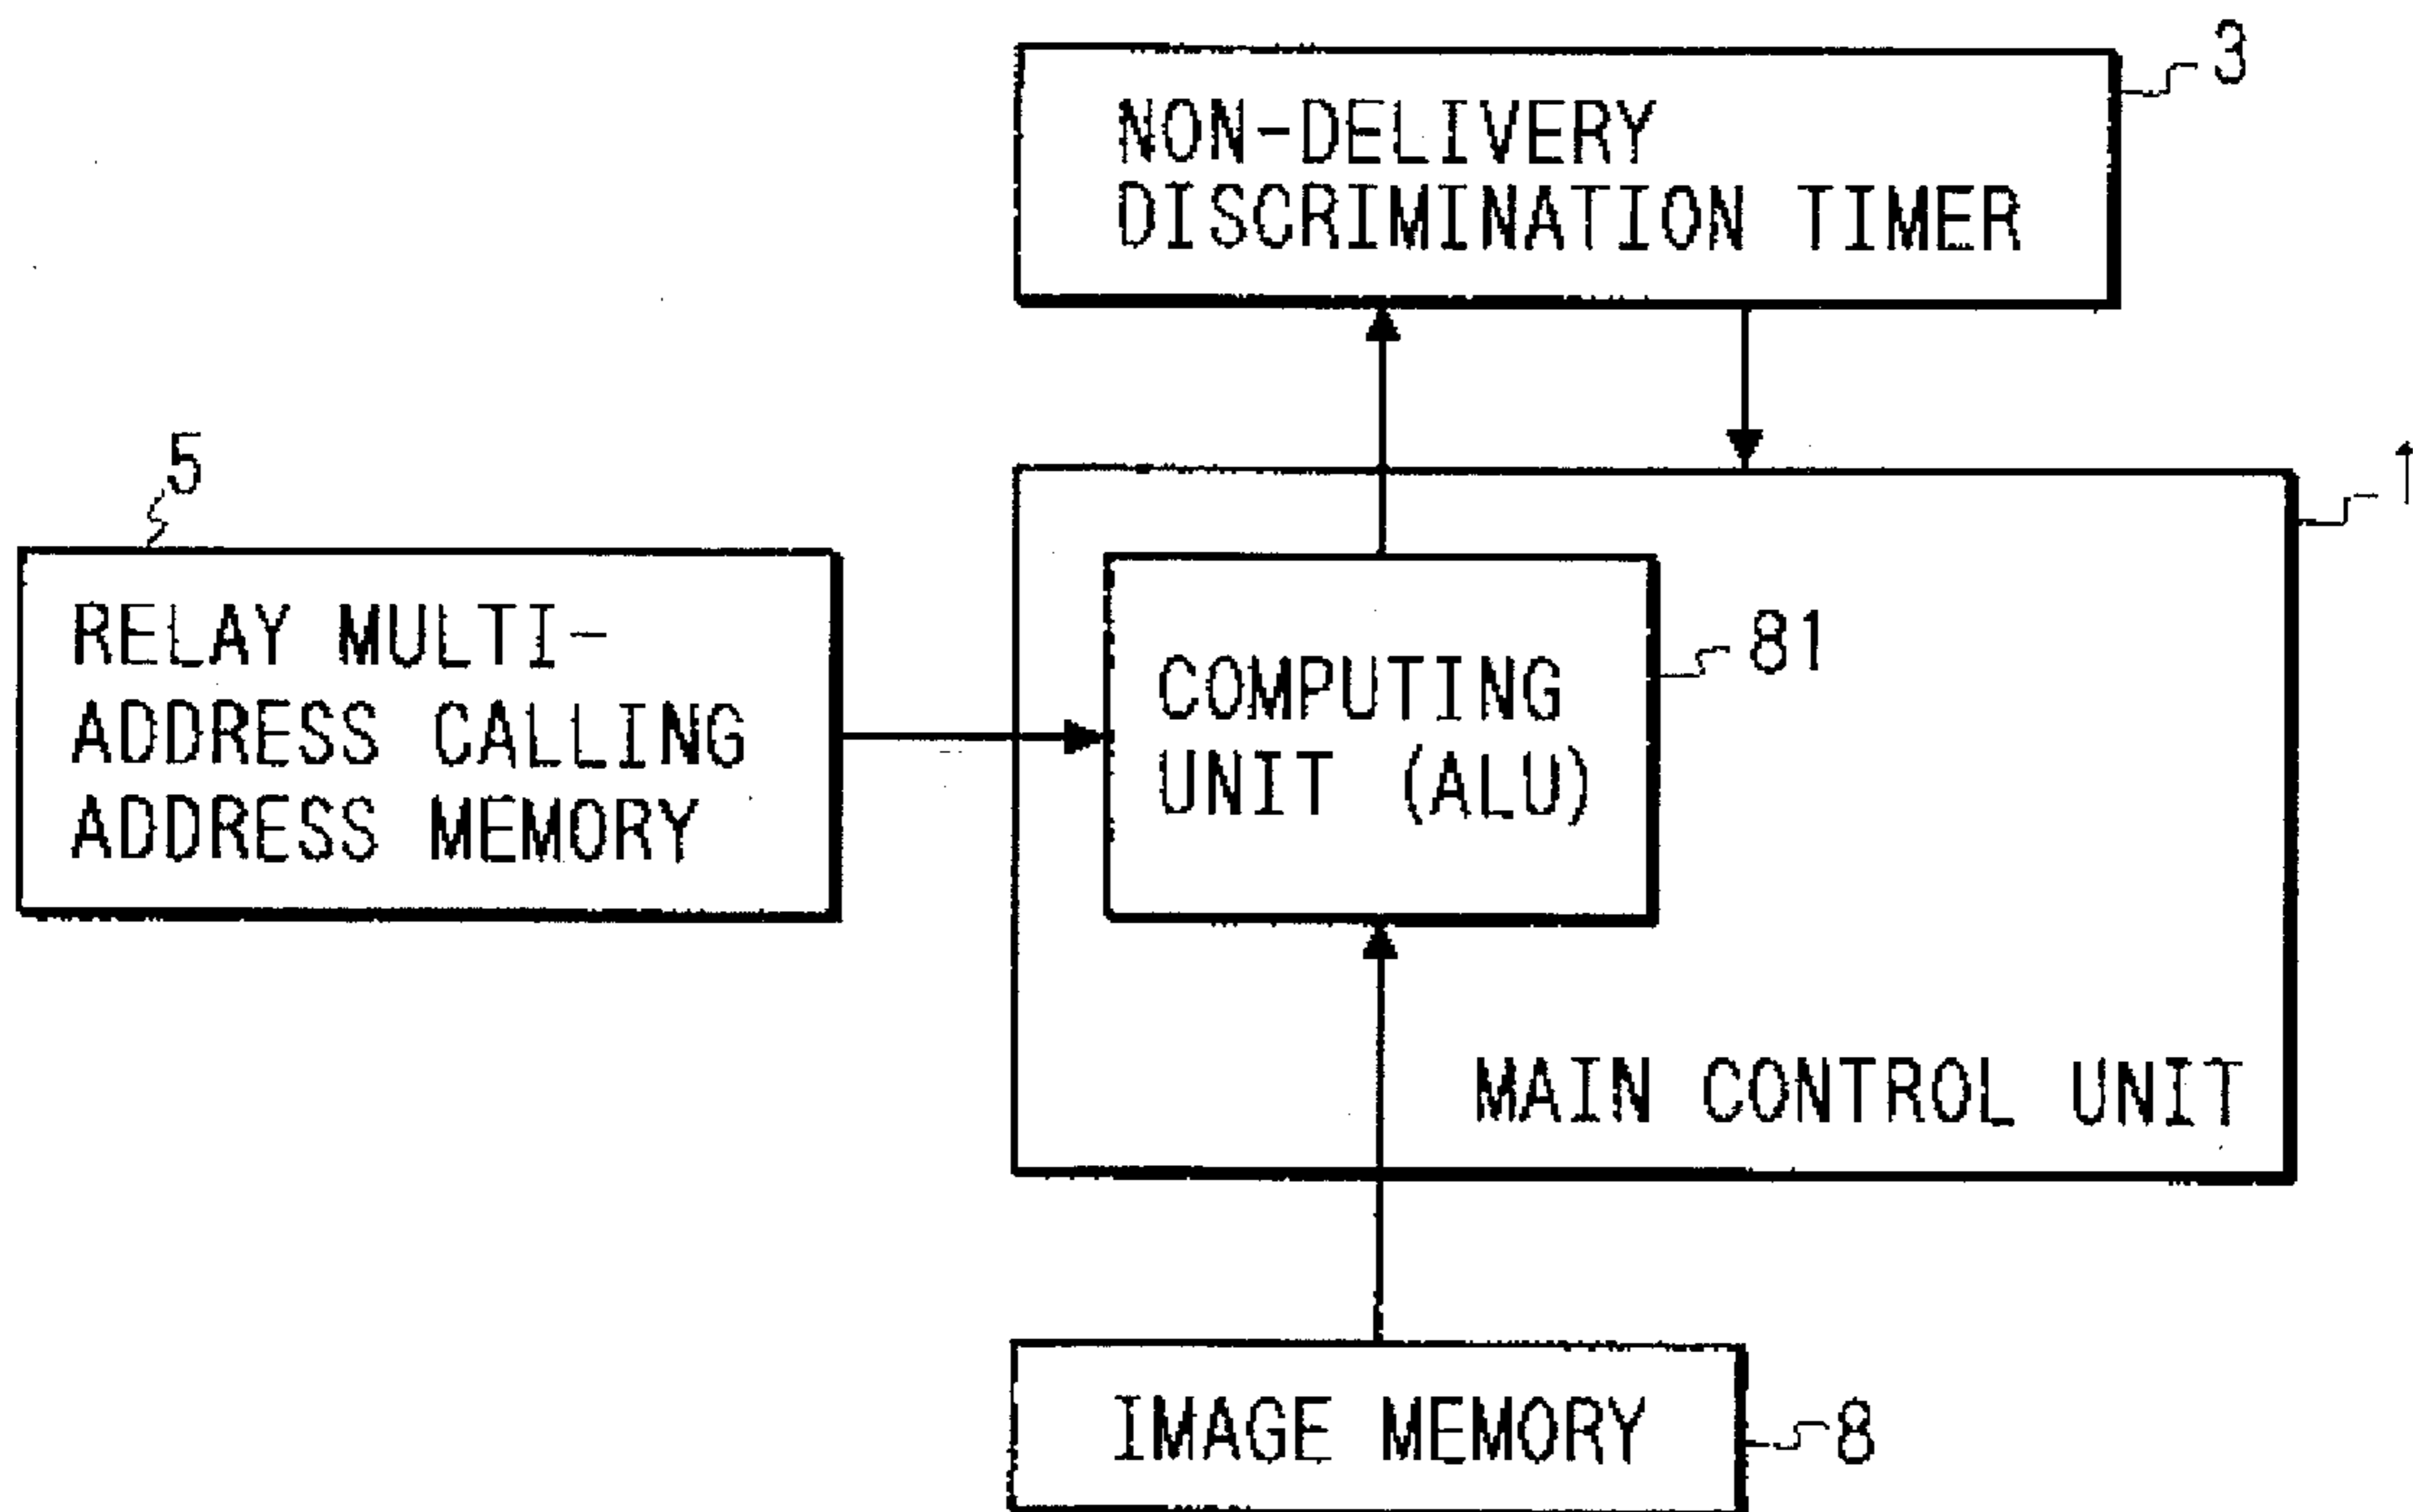 3
NON-DELIVERY
DISCRIMINATION TIMER
5
1
RELAY MULTI-
ADDRESS CALLING
ADDRESS MEMORY
81
COMPUTING
UNIT (ALU)
MAIN CONTROL UNIT
IMAGE MEMORY
8